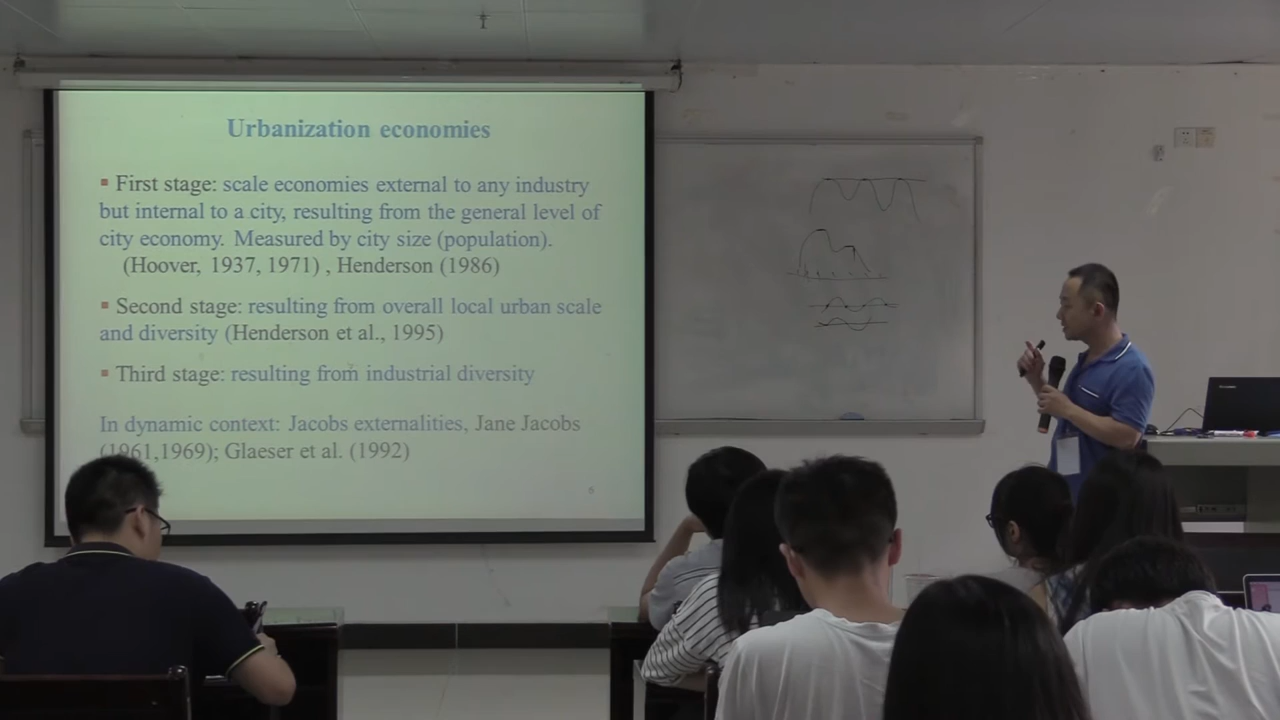 Urbanization economies
▪ First stage: scale economies external to any industry
but internal to a city, resulting from the general level of
city economy. Measured by city size (population).
(Hoover, 1937, 1971) , Henderson (1986)
▪ Second stage: resulting from overall local urban scale
and diversity (Henderson et al., 1995)
▪ Third stage: resulting from industrial diversity
In dynamic context: Jacobs externalities, Jane Jacobs
(1961,1969); Glaeser et al. (1992)
6